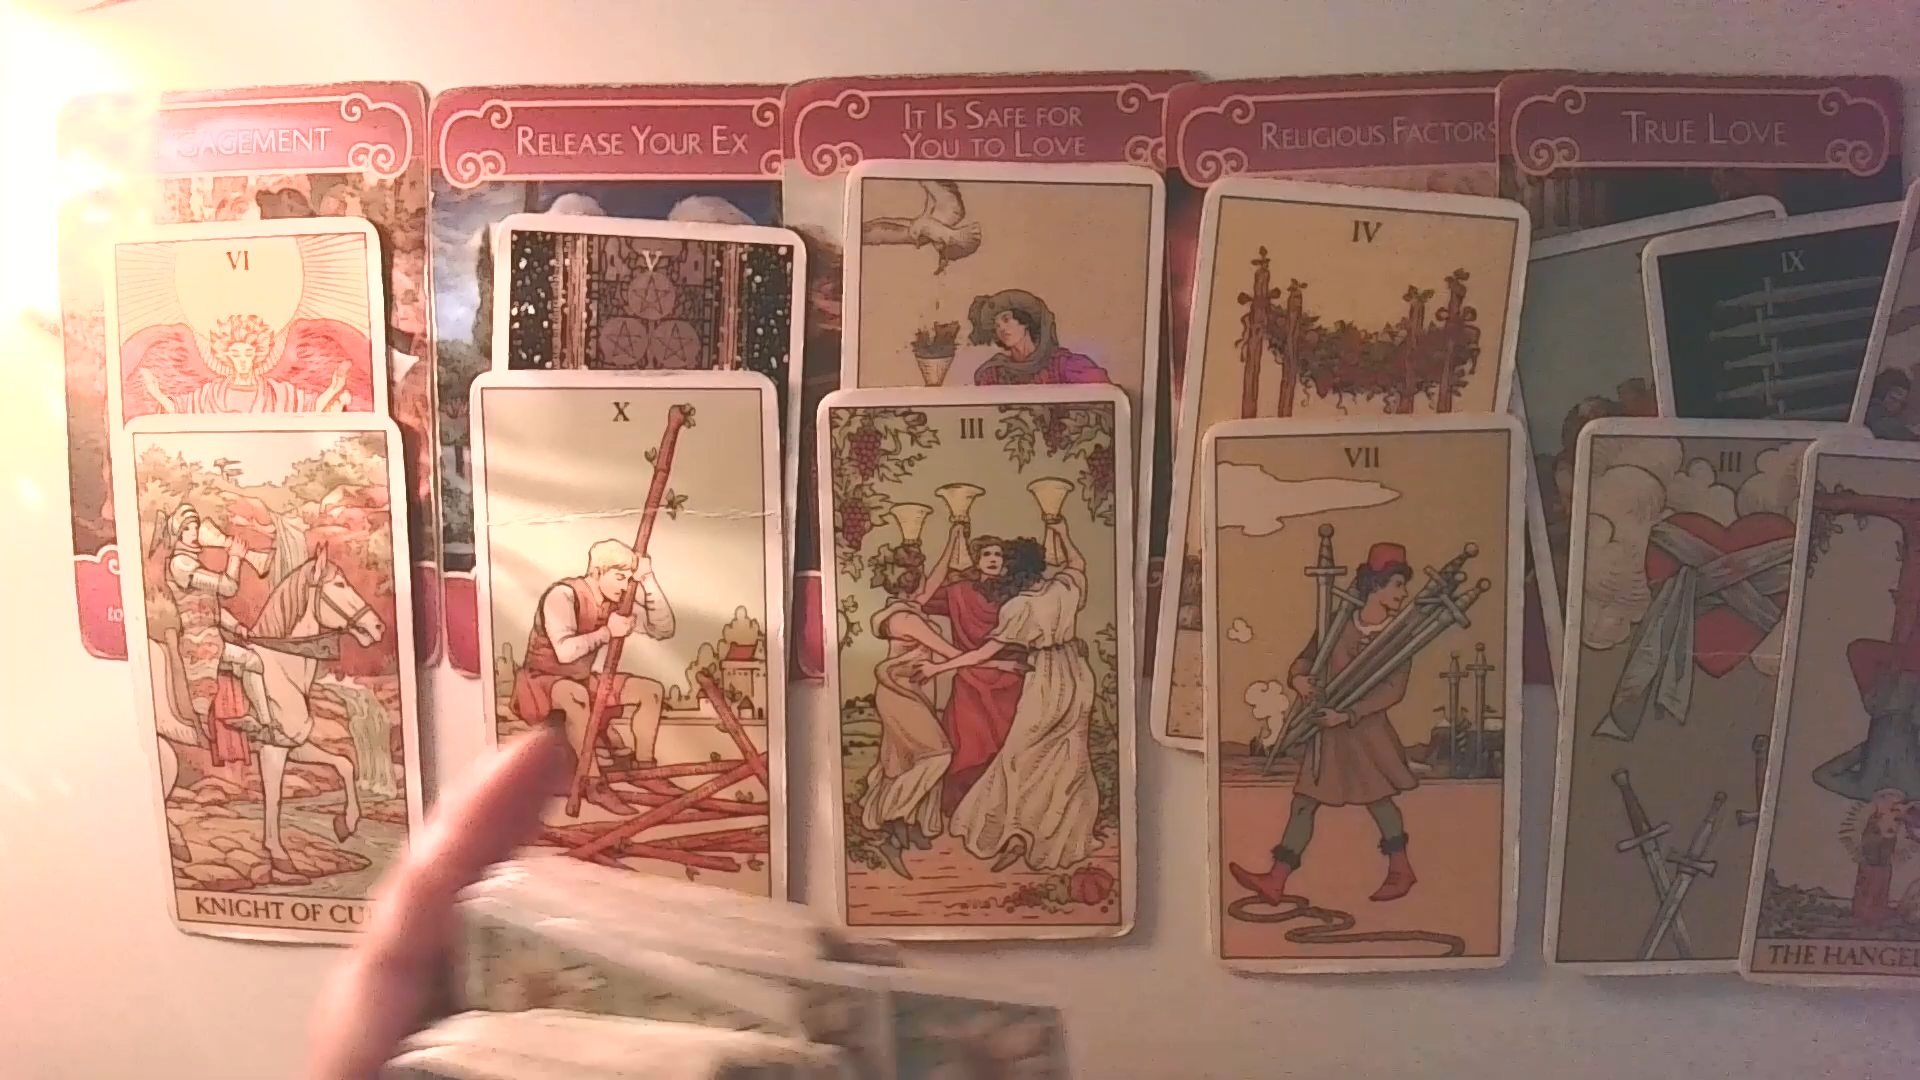 GAGEMENT
RELEASE YOUR EX
IT IS SAFE FOR
YOU TO LOVE
RELIGIOUS FACTORS
TRUE LOVE
VI
V
IV
IX
X
III
VII
III
to
KNIGHT OF CU
THE HANGE